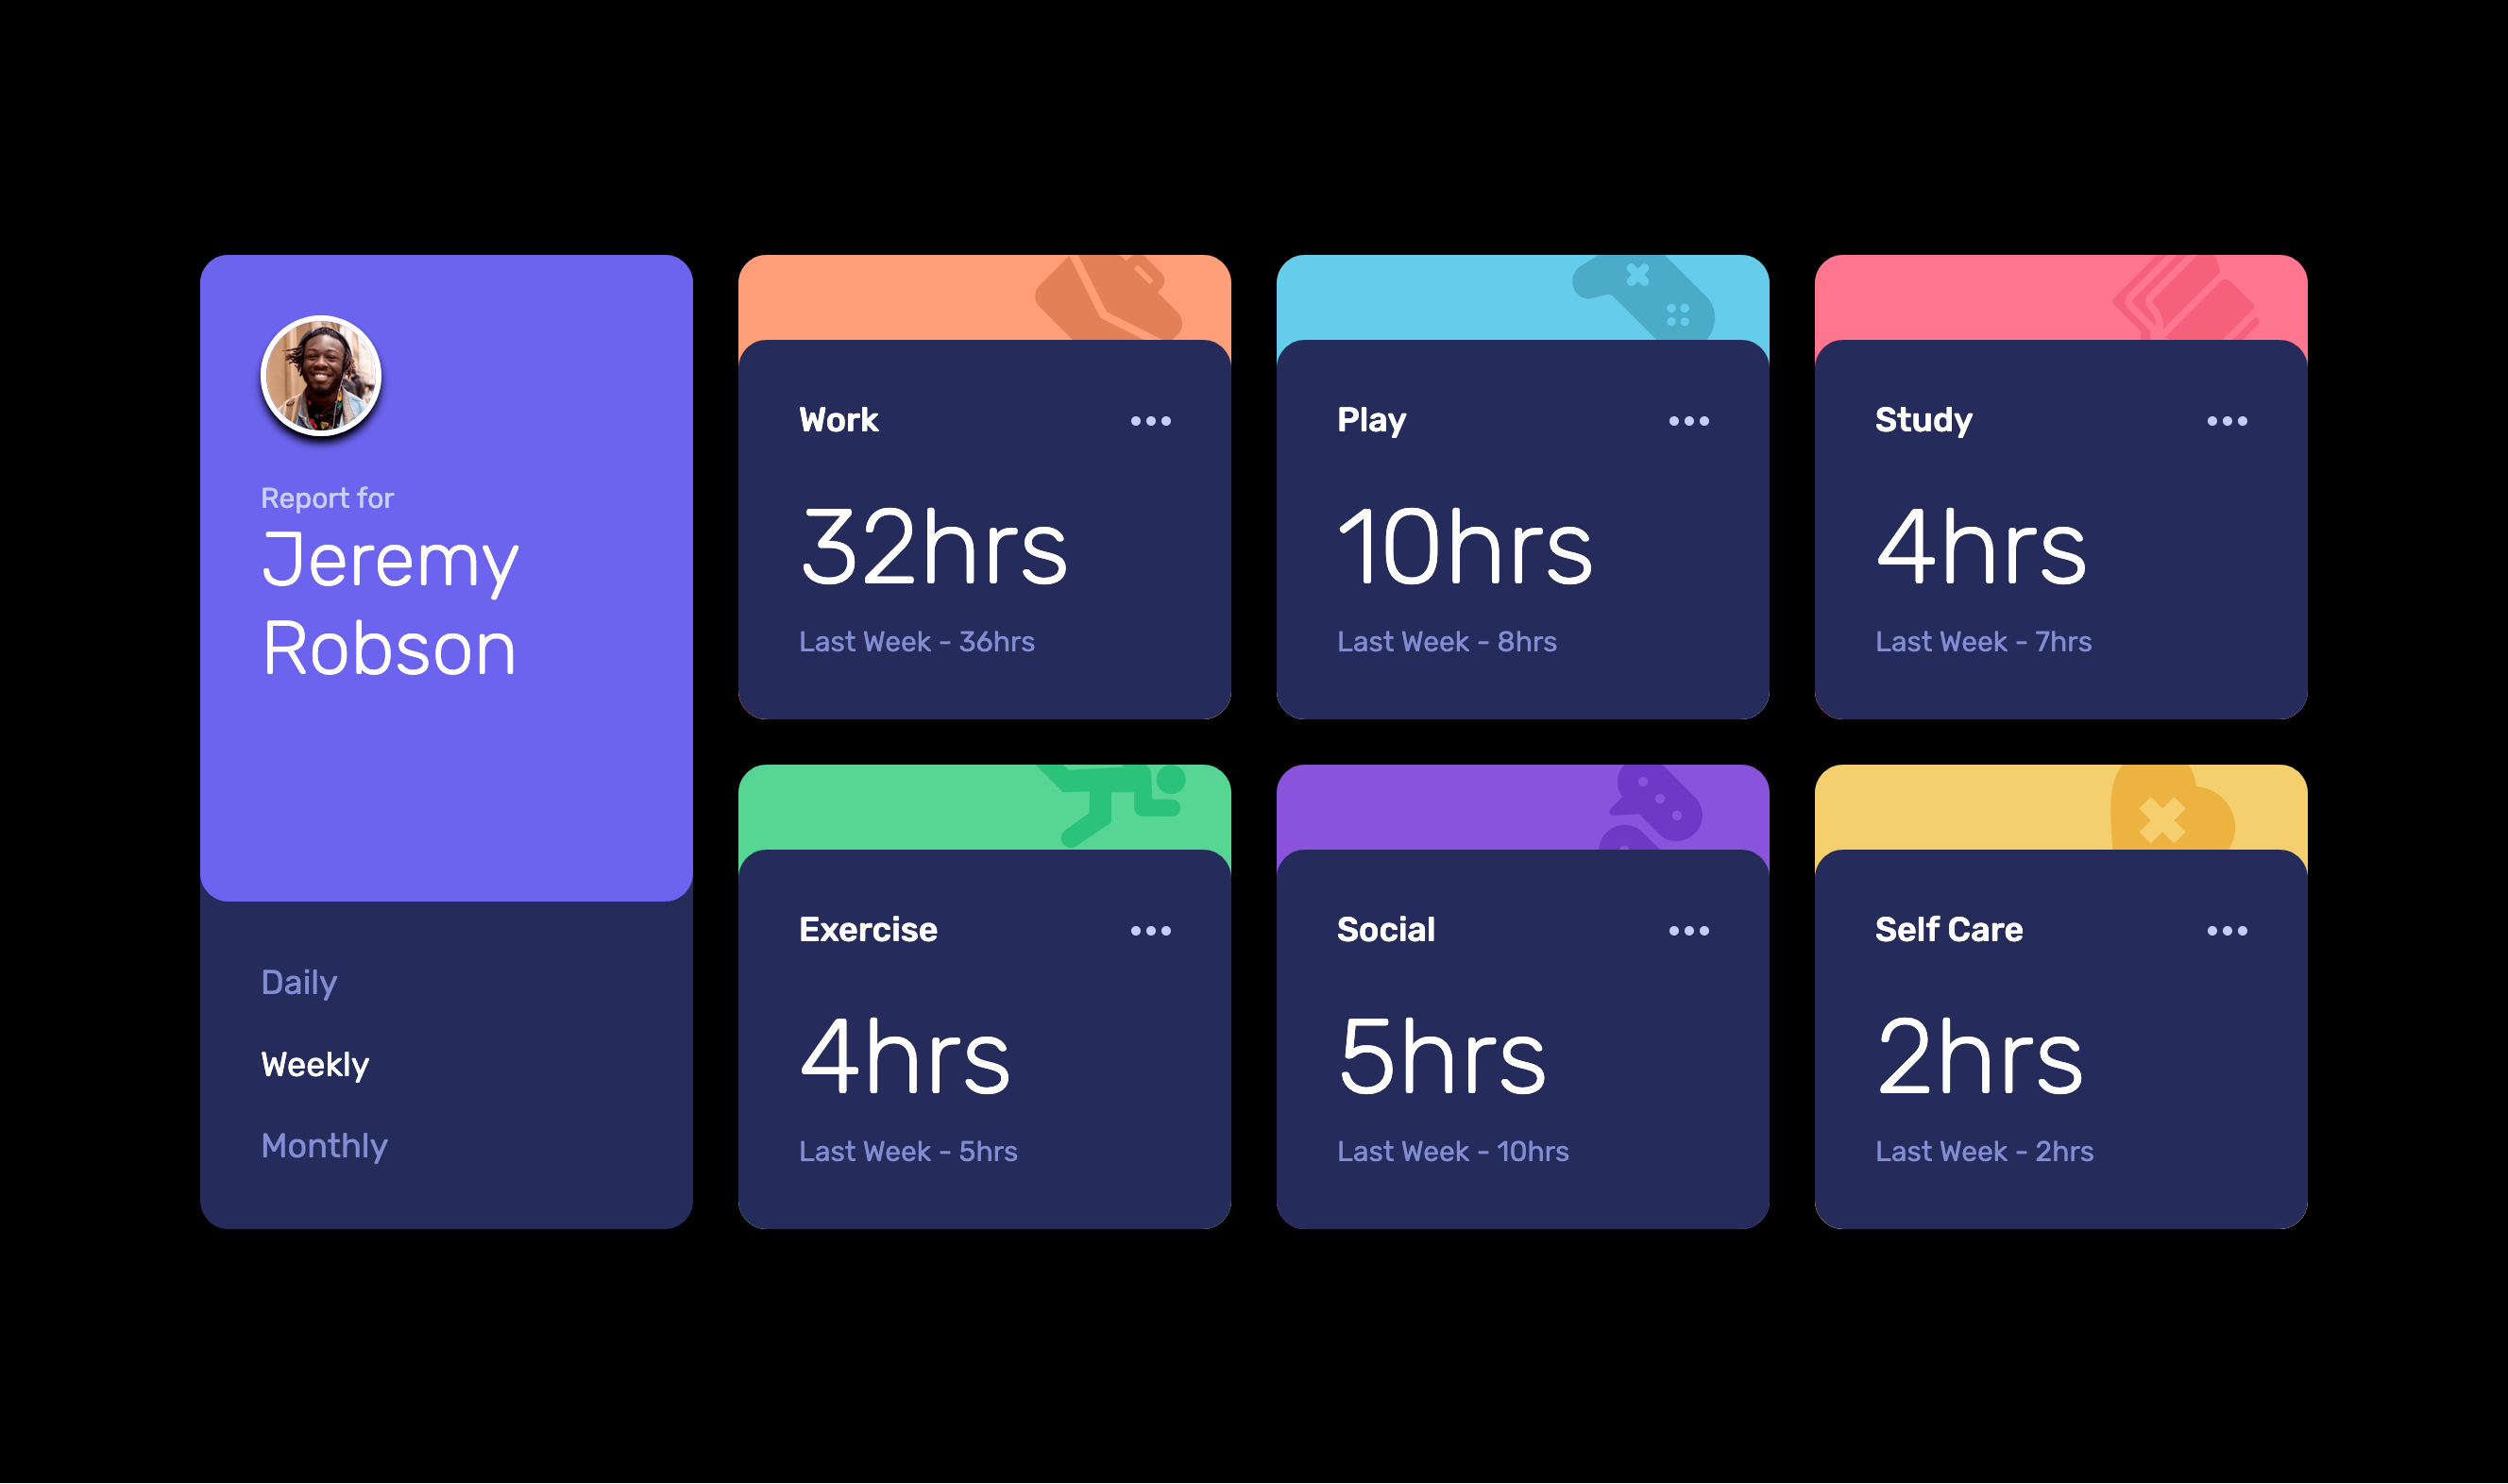 Report for
Jeremy
Robson
Daily
Weekly
Monthly
Work
32hrs
Last Week - 36hrs
Play
10hrs
Last Week - 8hrs
Study
4hrs
Last Week - 7hrs
Exercise
4hrs
Last Week - 5hrs
Social
5hrs
Last Week - 10hrs
Self Care
2hrs
Last Week - 2hrs